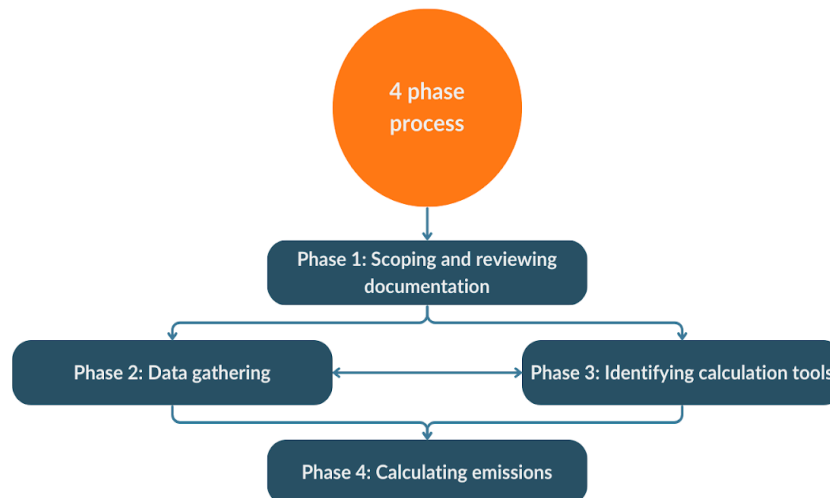 4 phase
process
Phase 1: Scoping and reviewing
documentation
Phase 2: Data gathering
Phase 3: Identifying calculation tools
Phase 4: Calculating emissions